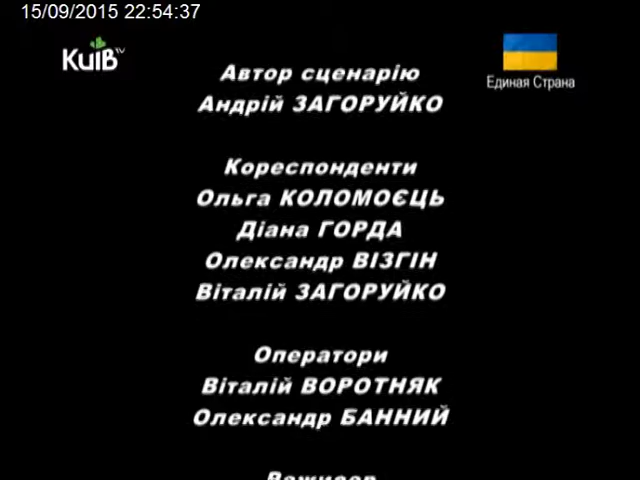 15/09/2015 22:54:37
КиїВ tv
Единая Страна
Автор сценарію
Андрій ЗАГОРУЙКО
Кореспонденти
Ольга КОЛОМОЄЦЬ
Діана ГОРДА
Олександр ВІЗГІН
Віталій ЗАГОРУЙКО
Оператори
Віталій ВОРОТНЯК
Олександр БАННИЙ